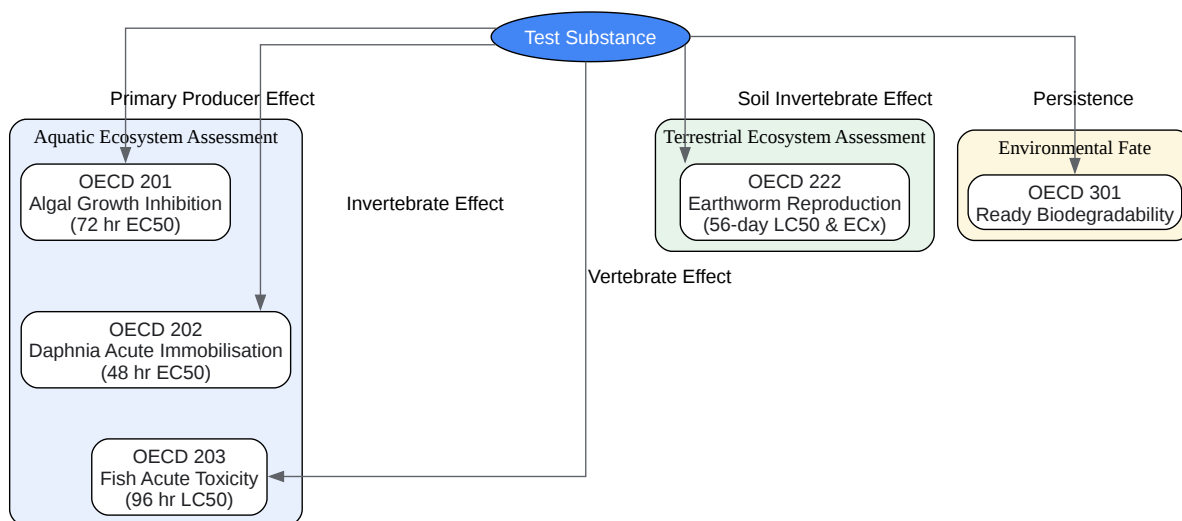 Test Substance
Primary Producer Effect
Soil Invertebrate Effect
Persistence
Aquatic Ecosystem Assessment
Terrestrial Ecosystem Assessment
Environmental Fate
OECD 201
Algal Growth Inhibition
(72 hr EC50)
Invertebrate Effect
OECD 222
Earthworm Reproduction
(56-day LC50 & ECx)
OECD 301
Ready Biodegradability
Vertebrate Effect
OECD 202
Daphnia Acute Immobilisation
(48 hr EC50)
OECD 203
Fish Acute Toxicity
(96 hr LC50)